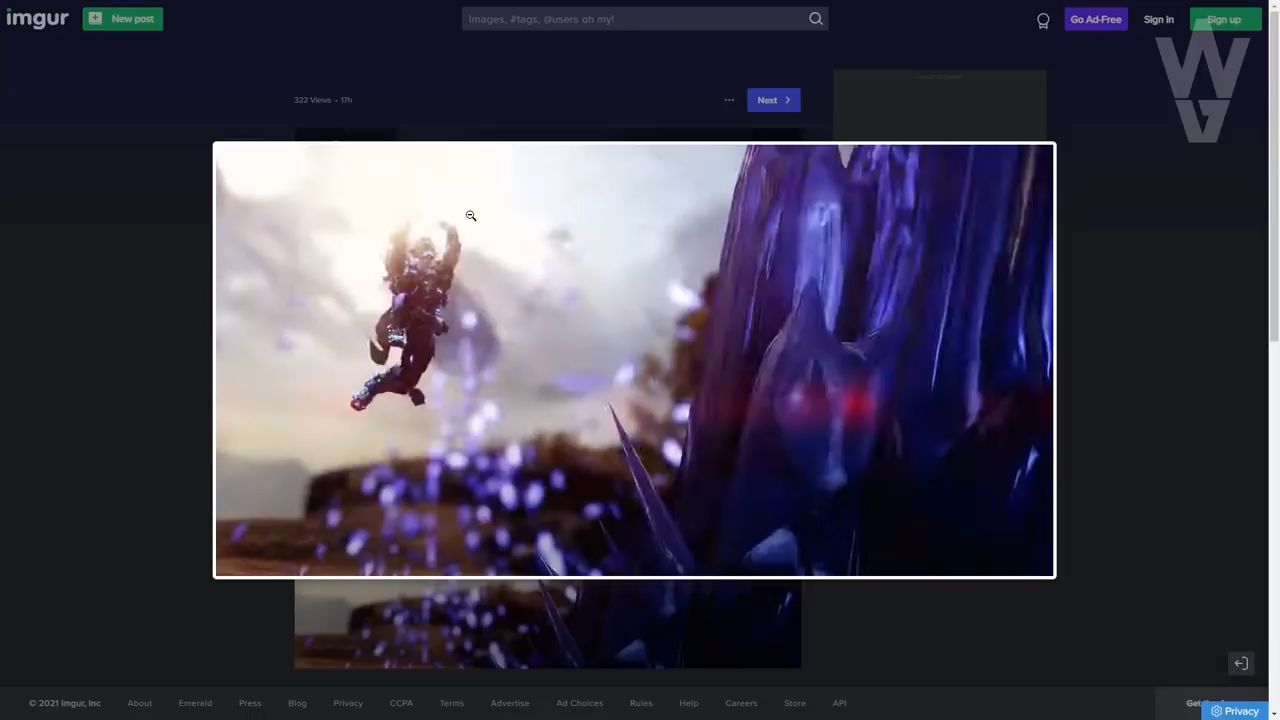 imgur
New post
Images, #tags, @users oh my!
Go Ad-Free
Sign in
Sign up
WG
322 Views • 17h
Next
© 2021 Imgur, Inc
About
Emerald
Press
Privacy
CCPA
Terms
Advertise
Ad Choices
Rules
Help
Careers
Store
API
Privacy